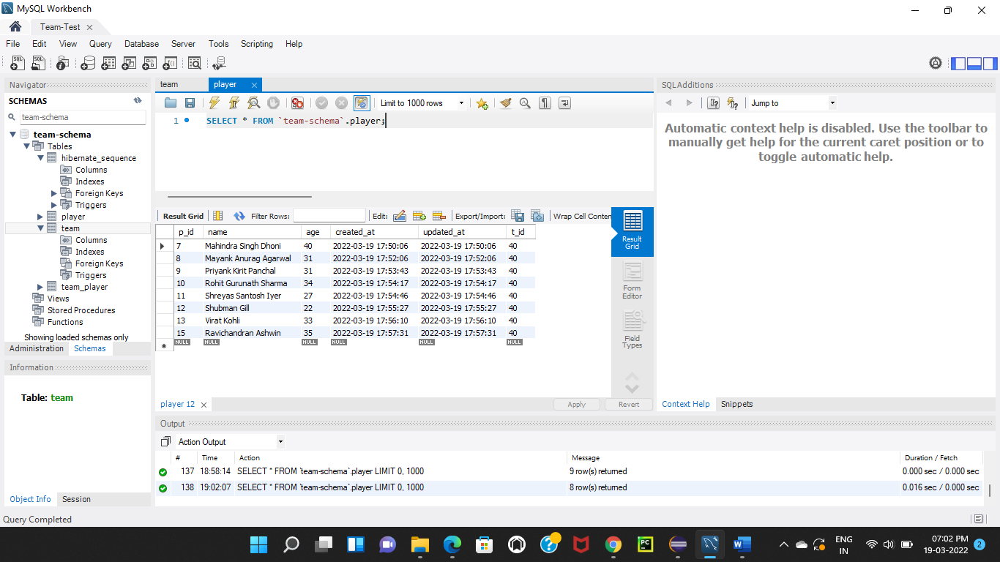 MySQL Workbench
Team-Test
File Edit View Query Database Server Tools Scripting Help
Navigator
SCHEMAS
team-schema
team-schema
Tables
hibernate_sequence
Columns
Indexes
Foreign Keys
Triggers
player
team
Columns
Indexes
Foreign Keys
Triggers
team_player
Views
Stored Procedures
Functions
Showing loaded schemas only
Administration Schemas
Information
Table: team
Object Info Session
team player
Limit to 1000 rows
1 SELECT * FROM `team-schema`.player;
Result Grid Filter Rows: Edit: Export/Import: Wrap Cell Conten
p_id name age created_at updated_at t_id
7 Mahindra Singh Dhoni 40 2022-03-19 17:50:06 2022-03-19 17:50:06 40
8 Mayank Anurag Agarwal 31 2022-03-19 17:52:06 2022-03-19 17:52:06 40
9 Priyank Kirit Panchal 31 2022-03-19 17:53:43 2022-03-19 17:53:43 40
10 Rohit Gurunath Sharma 34 2022-03-19 17:54:17 2022-03-19 17:54:17 40
11 Shreyas Santosh Iyer 27 2022-03-19 17:54:46 2022-03-19 17:54:46 40
12 Shubman Gill 22 2022-03-19 17:55:27 2022-03-19 17:55:27 40
13 Virat Kohli 33 2022-03-19 17:56:10 2022-03-19 17:56:10 40
15 Ravichandran Ashwin 35 2022-03-19 17:57:31 2022-03-19 17:57:31 40
NULL NULL NULL NULL NULL NULL
Result
Grid
Form
Editor
Field
Types
player 12 Apply Revert
SQLAdditions
Jump to
Automatic context help is disabled. Use the toolbar to
manually get help for the current caret position or to
toggle automatic help.
Context Help Snippets
Output
Action Output
# Time Action Message Duration / Fetch
137 18:58:14 SELECT * FROM `team-schema`.player LIMIT 0, 1000 9 row(s) returned 0.000 sec / 0.000 sec
138 19:02:07 SELECT * FROM `team-schema`.player LIMIT 0, 1000 8 row(s) returned 0.016 sec / 0.000 sec
Query Completed
ENG
IN
07:02 PM
19-03-2022
2